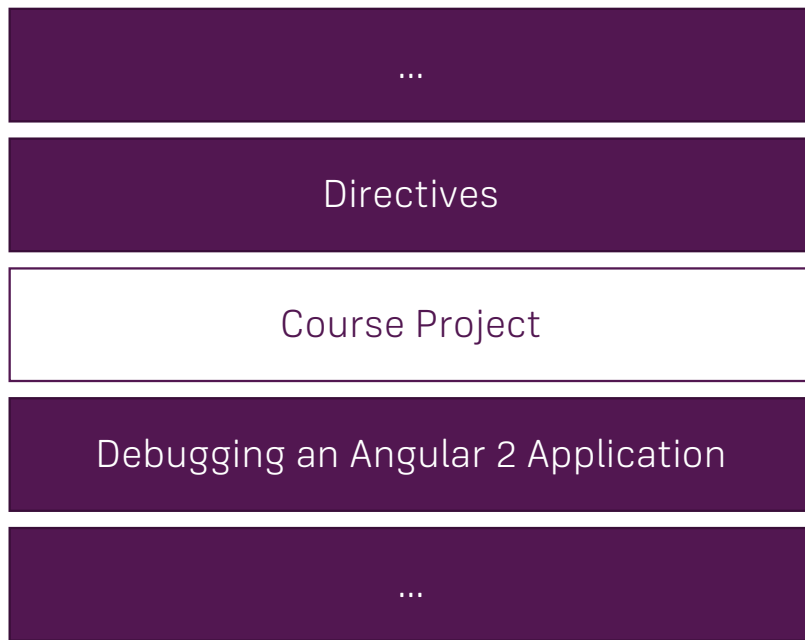 ...
Directives
Course Project
Debugging an Angular 2 Application
...